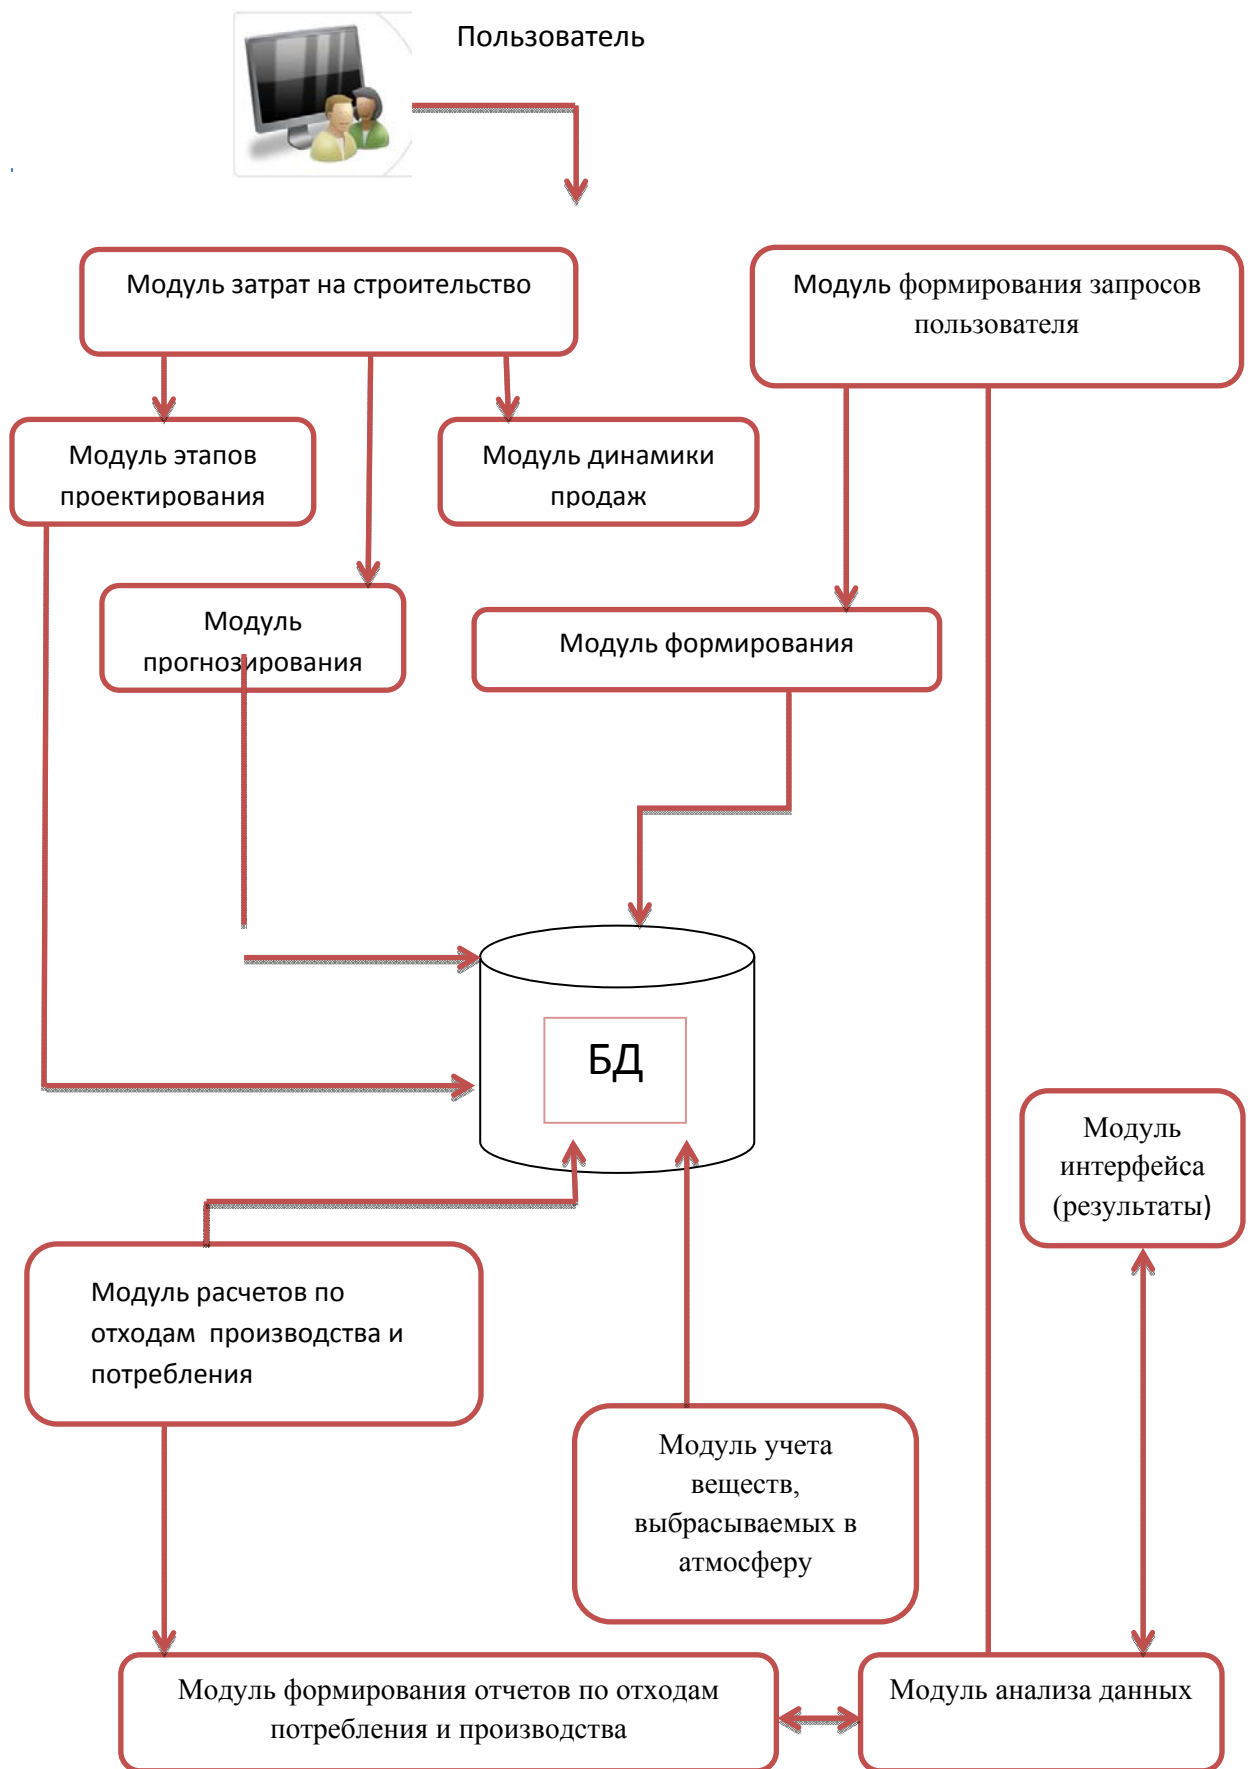 Пользователь
Модуль затрат на строительство
Модуль формирования запросов
пользователя
Модуль этапов
проектирования
Модуль динамики
продаж
Модуль
прогнозирования
Модуль формирования
БД
Модуль
интерфейса
(результаты)
Модуль расчетов по
отходам  производства и
потребления
Модуль учета
веществ,
выбрасываемых в
атмосферу
Модуль формирования отчетов по отходам
потребления и производства
Модуль анализа данных